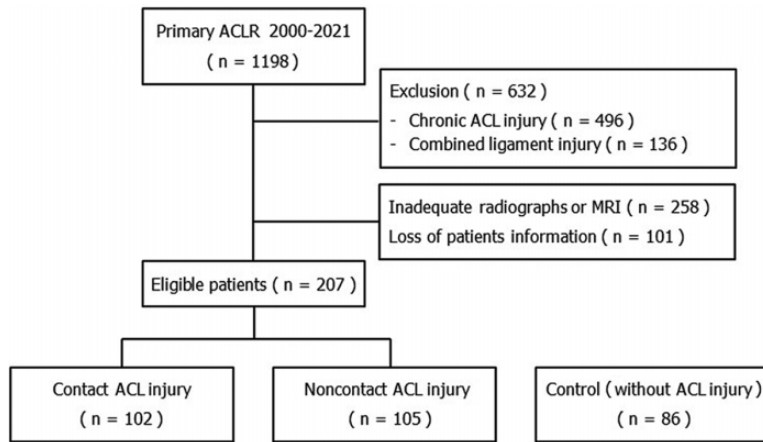 Primary ACLR 2000-2021
( n = 1198 )
Exclusion ( n = 632 )
- Chronic ACL injury ( n = 496 )
- Combined ligament injury ( n = 136 )
Inadequate radiographs or MRI ( n = 258 )
Loss of patients information ( n = 101 )
Eligible patients ( n = 207 )
Contact ACL injury
( n = 102 )
Noncontact ACL injury
( n = 105 )
Control ( without ACL injury )
( n = 86 )